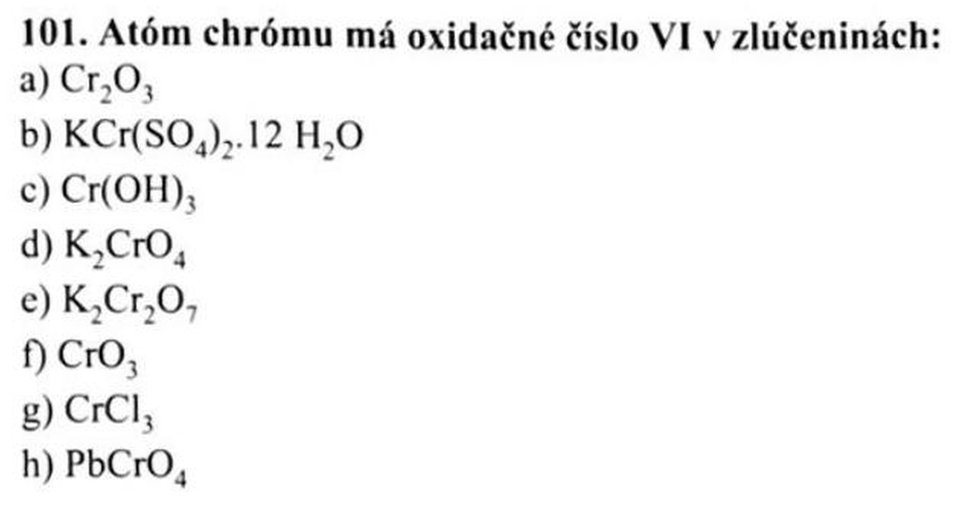 101. Atóm chrómu má oxidačné číslo VI v zlúčeninách:
a) Cr₂O₃
b) KCr(SO₄)₂.12 H₂O
c) Cr(OH)₃
d) K₂CrO₄
e) K₂Cr₂O₇
f) CrO₃
g) CrCl₃
h) PbCrO₄